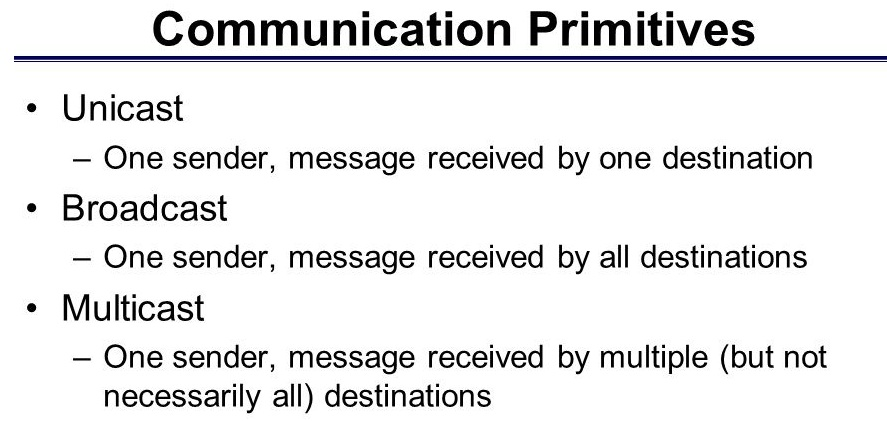 Communication Primitives
• Unicast
– One sender, message received by one destination
• Broadcast
– One sender, message received by all destinations
• Multicast
– One sender, message received by multiple (but not
necessarily all) destinations